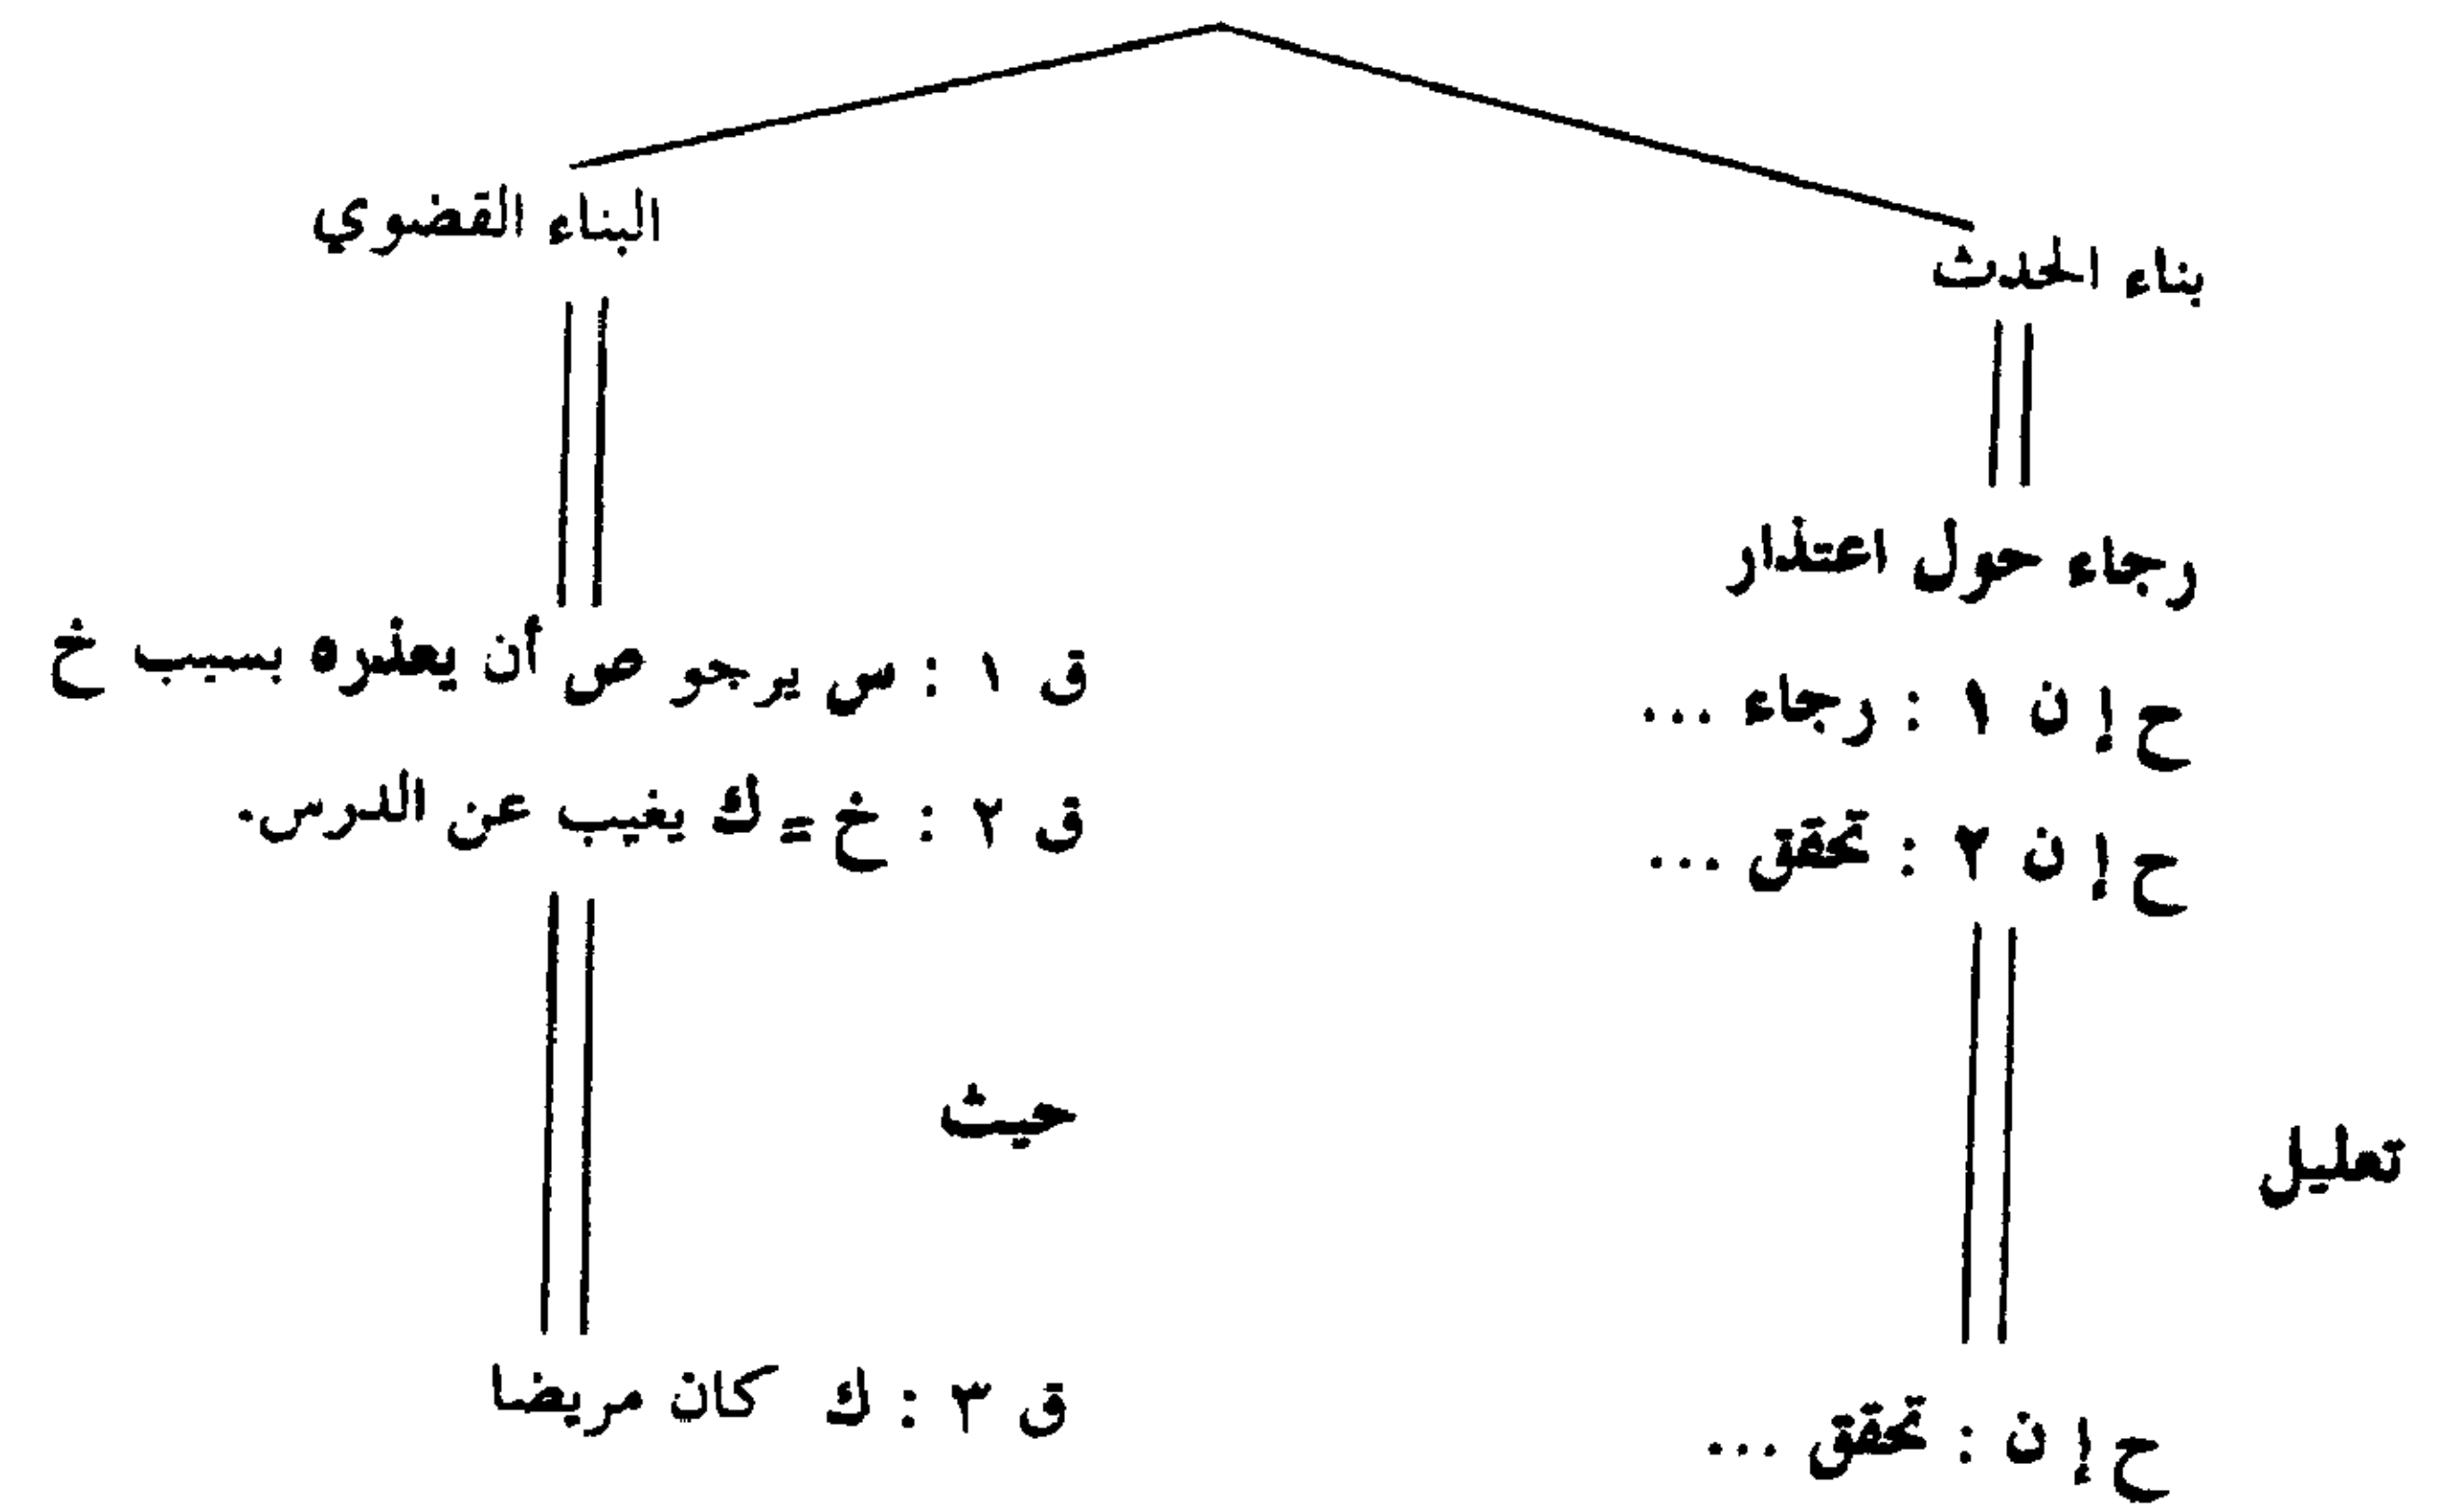 بناء الحدث
البناء القضوي
رجاء حول اعتذار
ح إ ن ١ : رجاء ...
ق ١ : س يرجو ص أن يعذره بسبب خ
ح إ ن ٢ : تحقق ...
ق ٢ : خ = ك يغيب عن الدرس.
تعليل
حيث
ح إ ن : تحقق ...
ق ٣ : ك كان مريضا